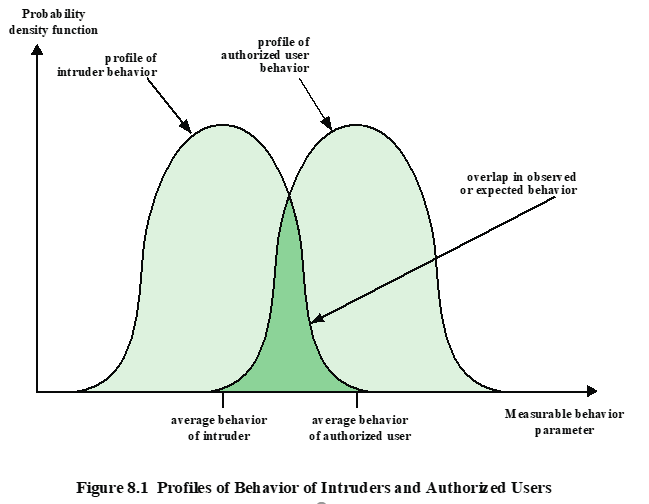 Probability
density function
profile of
intruder behavior
profile of
authorized user
behavior
overlap in observed
or expected behavior
average behavior
of intruder
average behavior
of authorized user
Measurable behavior
parameter
Figure 8.1 Profiles of Behavior of Intruders and Authorized Users